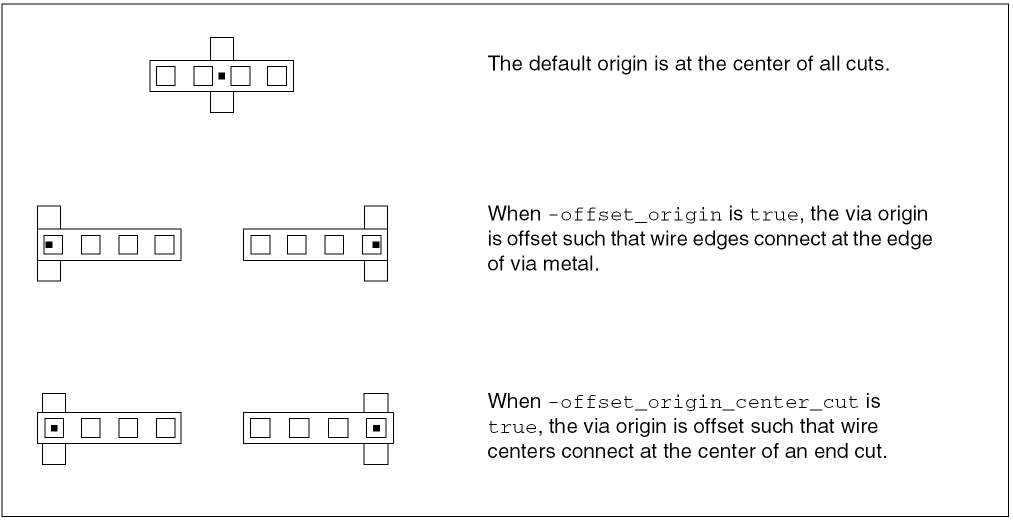 The default origin is at the center of all cuts.
When -offset_origin is true, the via origin
is offset such that wire edges connect at the edge
of via metal.
When -offset_origin_center_cut is
true, the via origin is offset such that wire
centers connect at the center of an end cut.